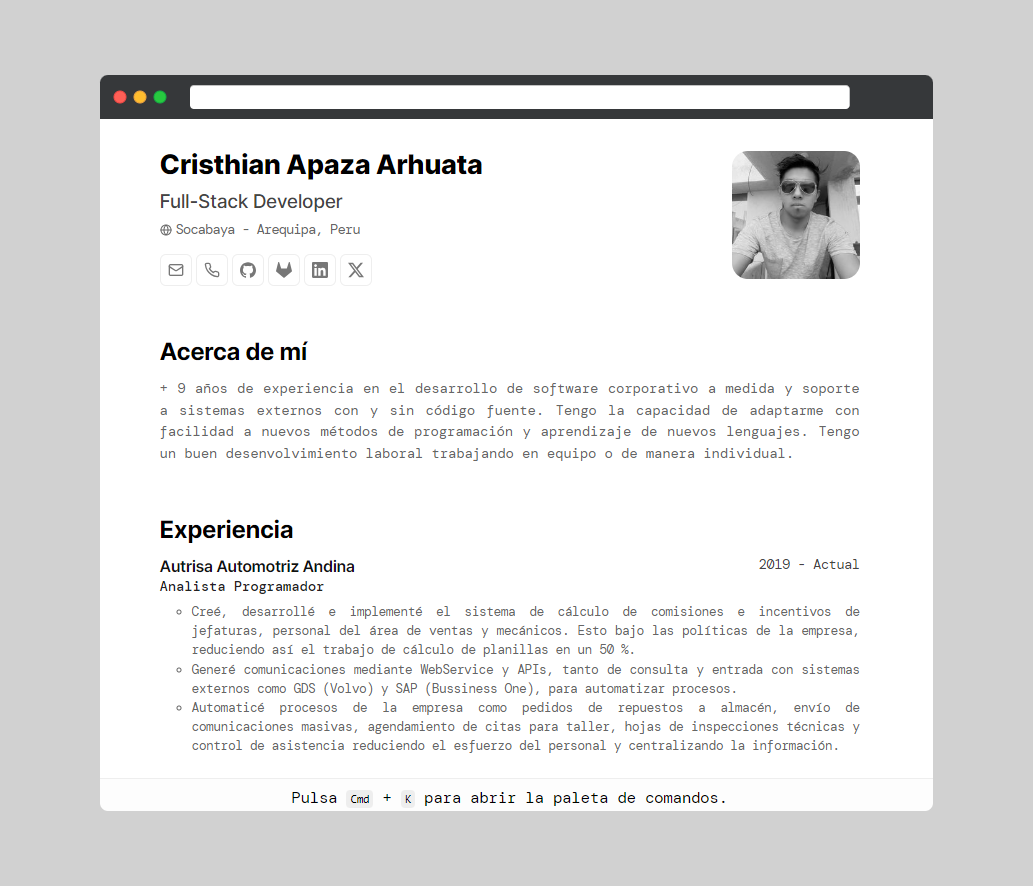 Cristhian Apaza Arhuata
Full-Stack Developer
Socabaya - Arequipa, Peru
Acerca de mí
+ 9 años de experiencia en el desarrollo de software corporativo a medida y soporte
a sistemas externos con y sin código fuente. Tengo la capacidad de adaptarme con
facilidad a nuevos métodos de programación y aprendizaje de nuevos lenguajes. Tengo
un buen desenvolvimiento laboral trabajando en equipo o de manera individual.
Experiencia
Autrisa Automotriz Andina
2019 - Actual
Analista Programador
Creé, desarrollé e implementé el sistema de cálculo de comisiones e incentivos de
jefaturas, personal del área de ventas y mecánicos. Esto bajo las políticas de la empresa,
reduciendo así el trabajo de cálculo de planillas en un 50 %.
Generé comunicaciones mediante WebService y APIs, tanto de consulta y entrada con sistemas
externos como GDS (Volvo) y SAP (Bussiness One), para automatizar procesos.
Automaticé procesos de la empresa como pedidos de repuestos a almacén, envío de
comunicaciones masivas, agendamiento de citas para taller, hojas de inspecciones técnicas y
control de asistencia reduciendo el esfuerzo del personal y centralizando la información.
Pulsa Cmd + K para abrir la paleta de comandos.